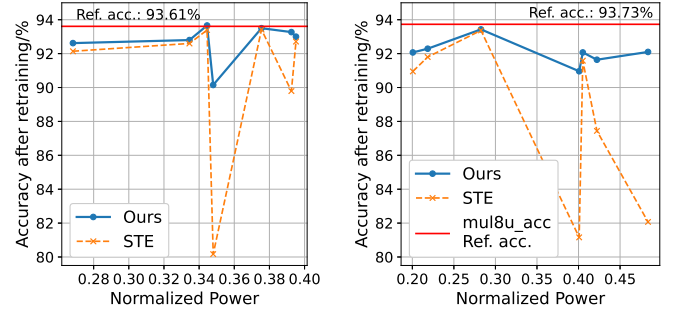 Ref. acc.: 93.61%
Accuracy after retraining/%
94
92
90
88
86
84
82
80
Ours
STE
0.28 0.30 0.32 0.34 0.36 0.38 0.40
Normalized Power
Ref. acc.: 93.73%
Accuracy after retraining/%
94
92
90
88
86
84
82
80
Ours
STE
mul8u_acc
Ref. acc.
0.20 0.25 0.30 0.35 0.40 0.45
Normalized Power